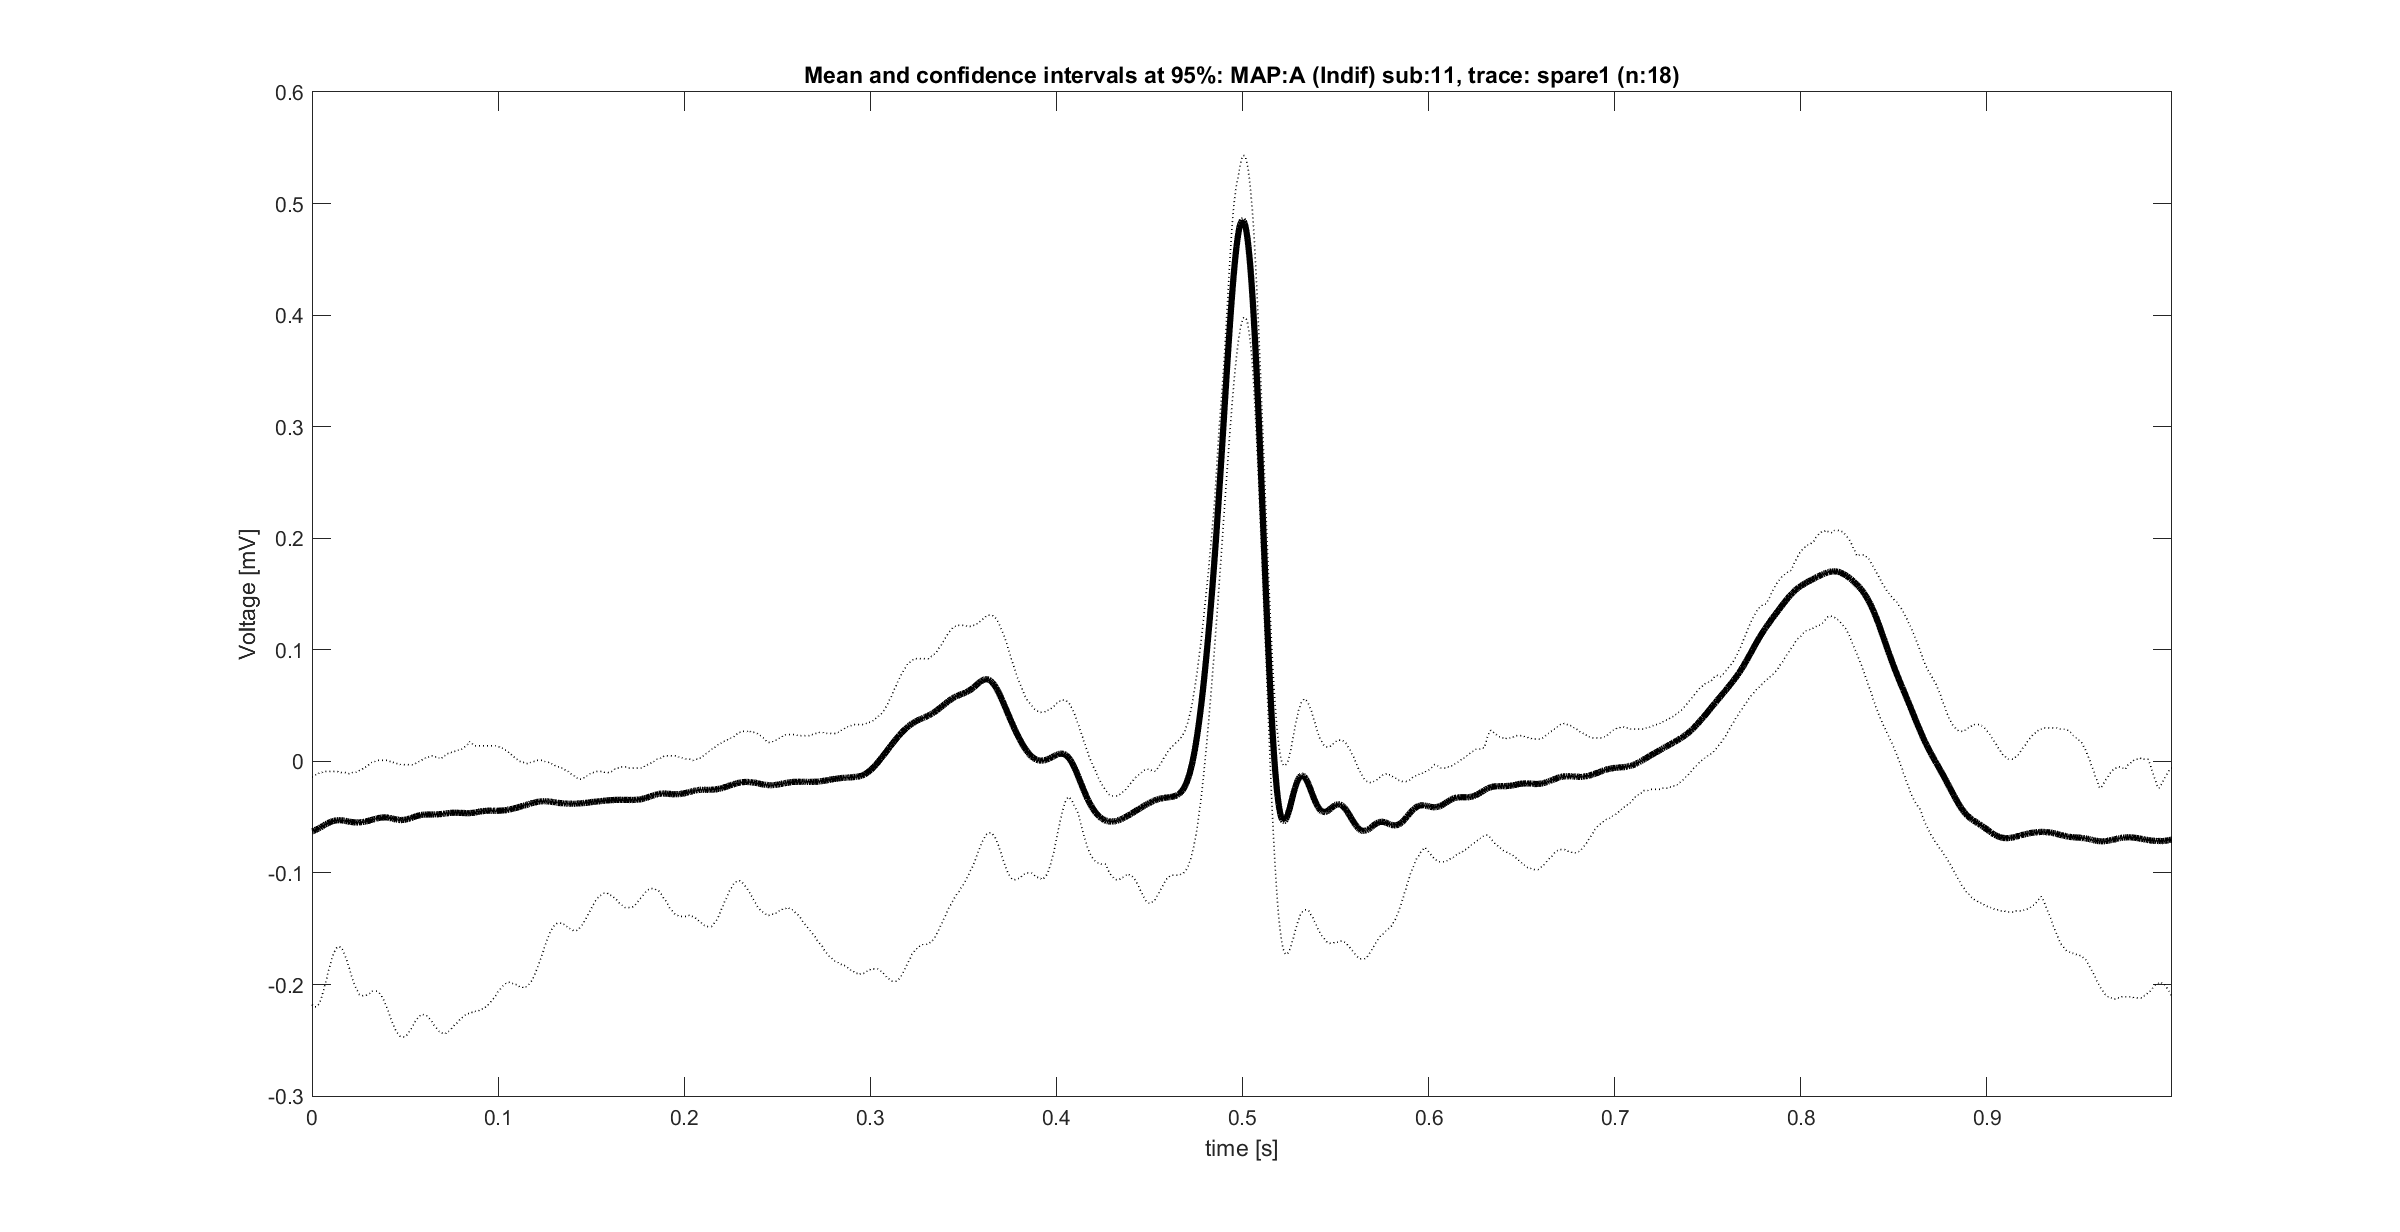 Mean and confidence intervals at 95%: MAP:A (Indif) sub:11, trace: spare1 (n:18)
0.6
0.5
0.4
0.3
0.2
0.1
0
-0.1
-0.2
-0.3
Voltage [mV]
0 0.1 0.2 0.3 0.4 0.5 0.6 0.7 0.8 0.9
time [s]